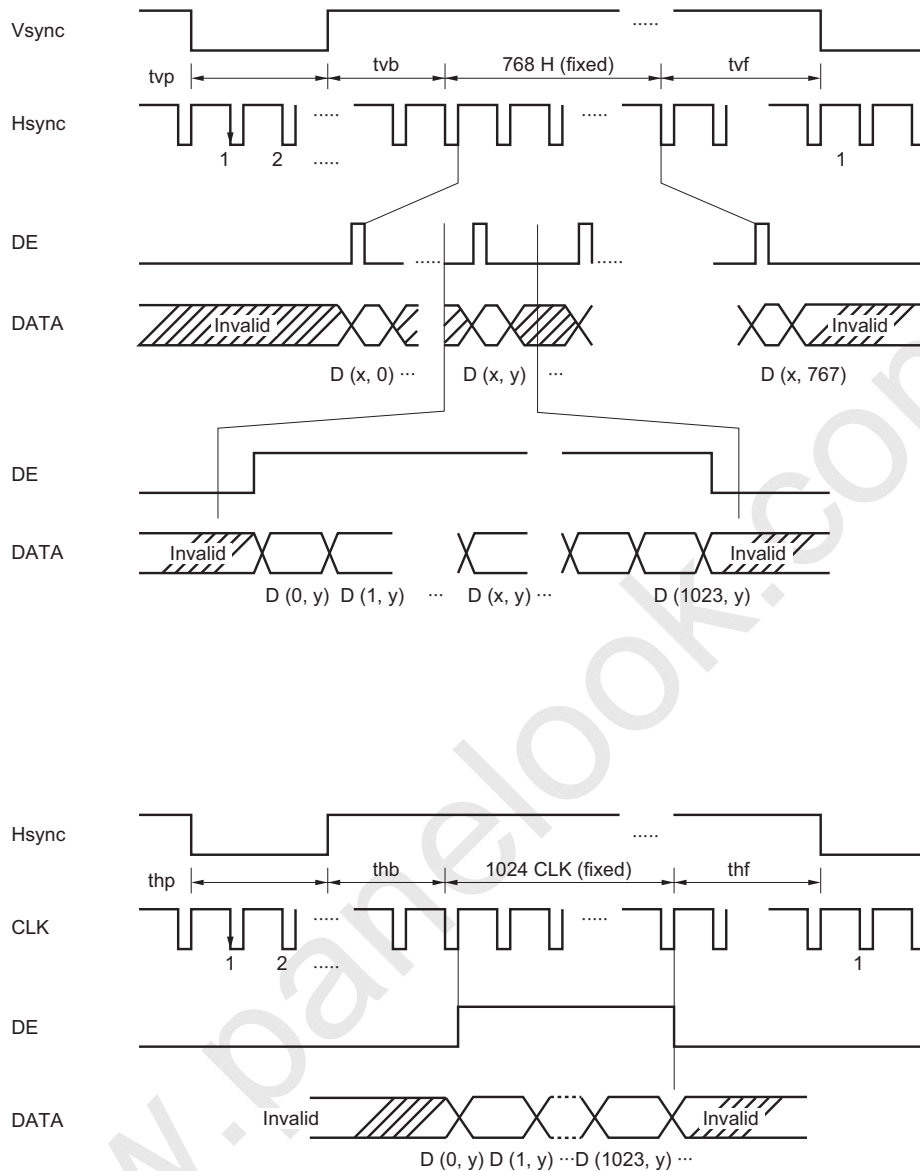 Vsync
.....
tvp
tvb
768 H (fixed)
tvf
Hsync
.....
.....
1
2
.....
1
DE
.....
.....
DATA
Invalid
Invalid
D (x, 0) ···
D (x, y)
···
D (x, 767)
DE
DATA
Invalid
Invalid
D (0, y)
D (1, y)
···
D (x, y) ···
D (1023, y)
Hsync
.....
thp
thb
1024 CLK (fixed)
thf
CLK
.....
.....
1
2
.....
1
DE
DATA
Invalid
Invalid
D (0, y) D (1, y) ···D (1023, y) ···
w.panelook.com